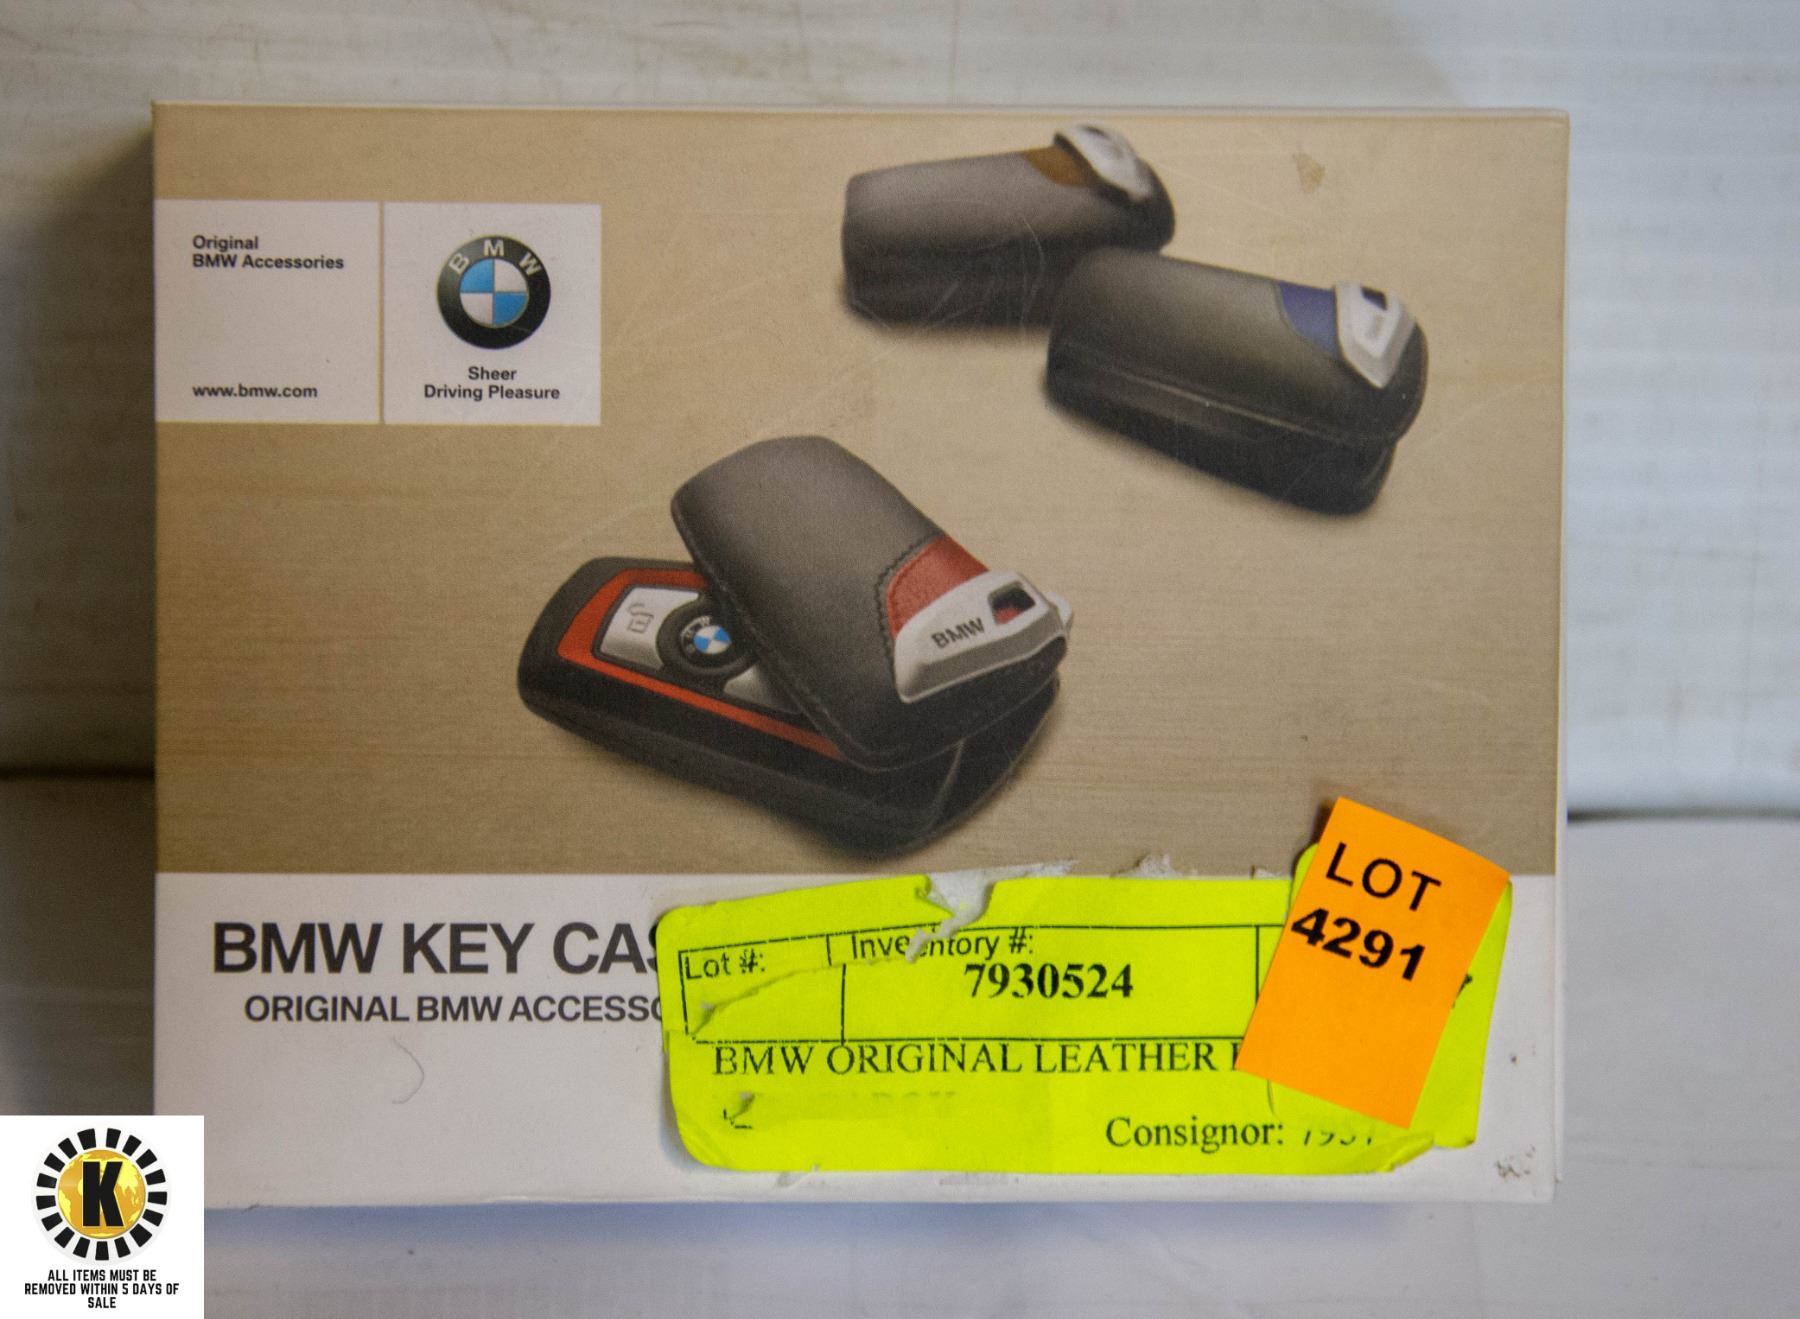 Original
BMW Accessories
www.bmw.com
BMW
Sheer
Driving Pleasure
BMW
BMW
BMW KEY CAS
ORIGINAL BMW ACCESSO
Lot #:
Inventory #:
7930524
BMW ORIGINAL LEATHER
Consignor:
LOT
4291
K
ALL ITEMS MUST BE
REMOVED WITHIN 5 DAYS OF
SALE